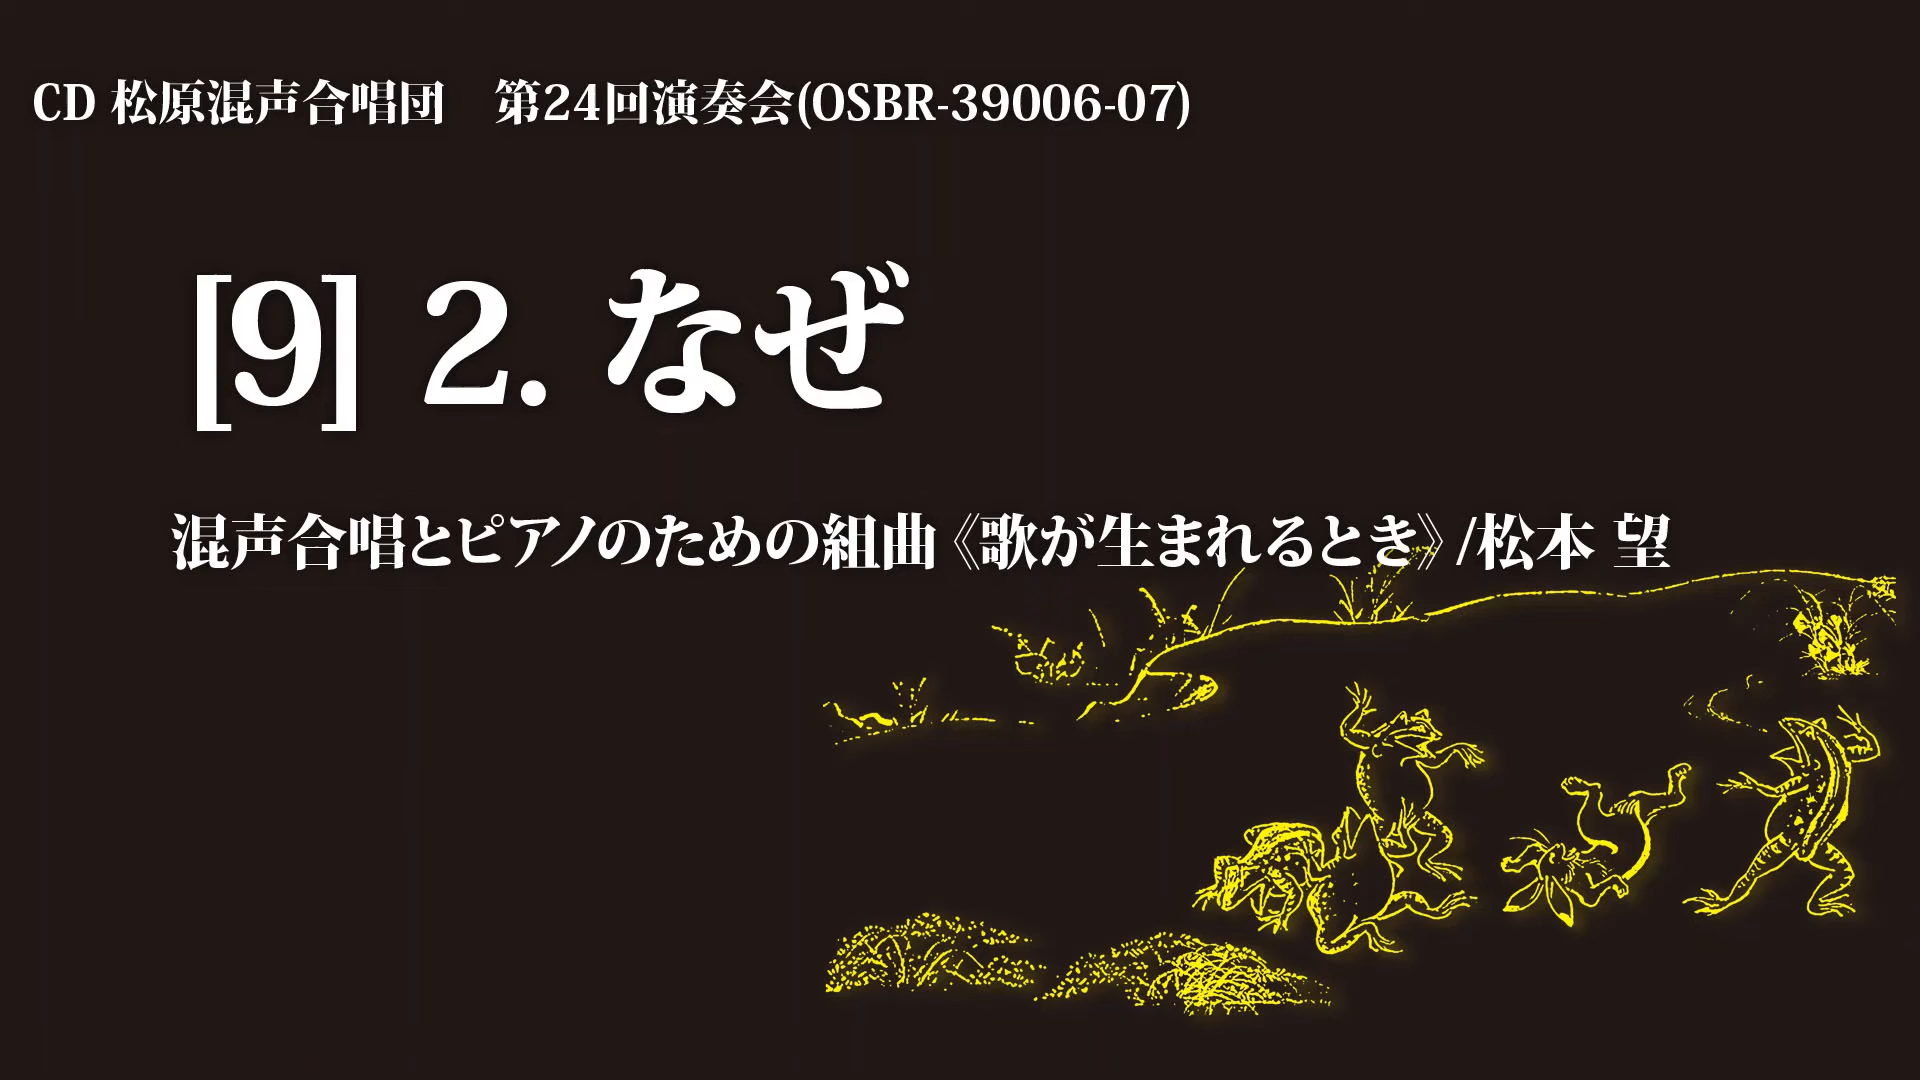 CD 松原混声合唱団　第24回演奏会(OSBR-39006-07)
[9] 2. なぜ
混声合唱とピアノのための組曲《歌が生まれるとき》/松本 望